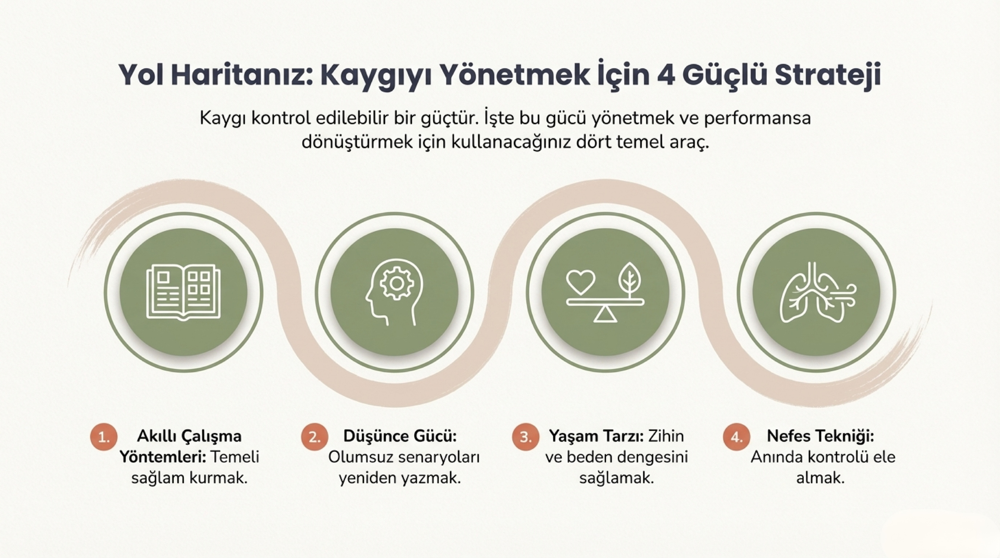 Yol Haritanız: Kaygıyı Yönetmek İçin 4 Güçlü Strateji
Kaygı kontrol edilebilir bir güçtür. İşte bu gücü yönetmek ve performansa
dönüştürmek için kullanacağınız dört temel araç.
1. Akıllı Çalışma
Yöntemleri: Temeli
sağlam kurmak.
2. Düşünce Gücü:
Olumsuz senaryoları
yeniden yazmak.
3. Yaşam Tarzı: Zihin
ve beden dengesini
sağlamak.
4. Nefes Tekniği:
Anında kontrolü ele
almak.